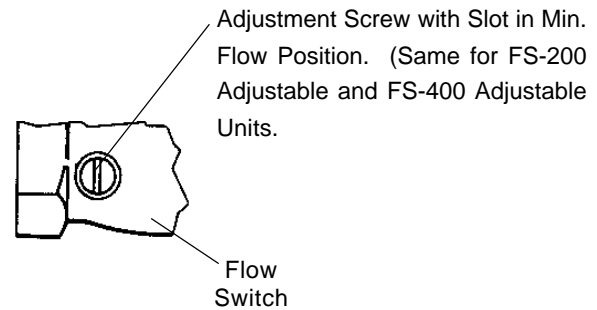 Adjustment Screw with Slot in Min.
Flow Position. (Same for FS-200
Adjustable and FS-400 Adjustable
Units.
Flow
Switch